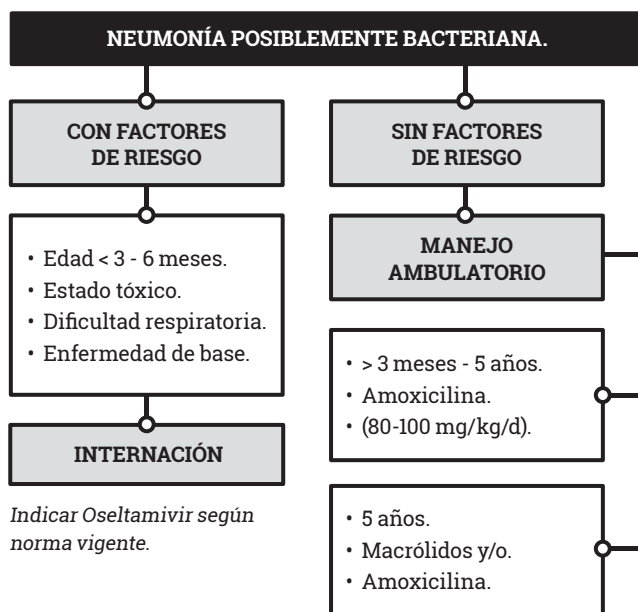 NEUMONÍA POSIBLEMENTE BACTERIANA.
CON FACTORES
DE RIESGO
• Edad < 3 - 6 meses.
• Estado tóxico.
• Dificultad respiratoria.
• Enfermedad de base.
INTERNACIÓN
Indicar Oseltamivir según
norma vigente.
SIN FACTORES
DE RIESGO
MANEJO
AMBULATORIO
• > 3 meses - 5 años.
• Amoxicilina.
• (80-100 mg/kg/d).
• 5 años.
• Macrólidos y/o.
• Amoxicilina.